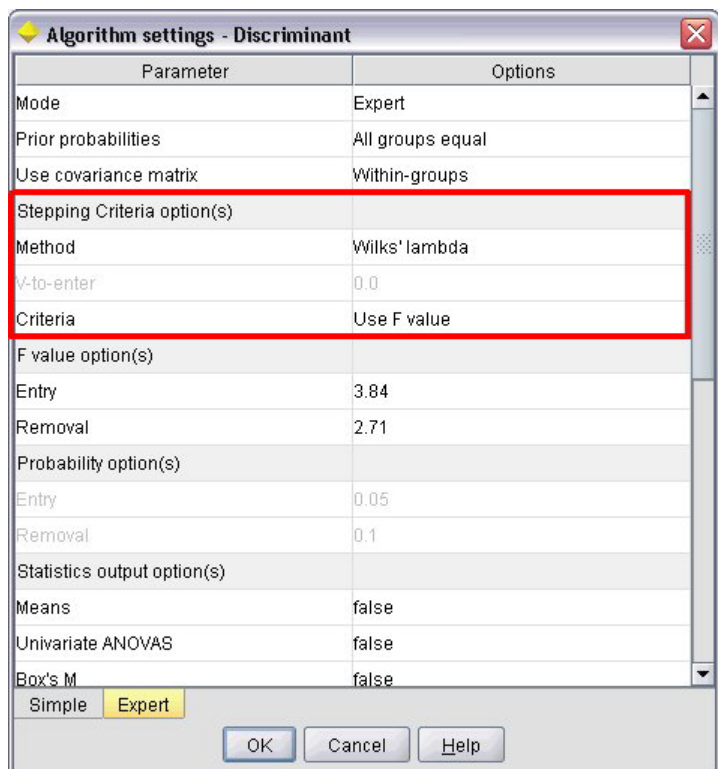 Algorithm settings - Discriminant
Parameter Options
Mode Expert
Prior probabilities All groups equal
Use covariance matrix Within-groups
Stepping Criteria option(s)
Method Wilks' lambda
V-to-enter 0.0
Criteria Use F value
F value option(s)
Entry 3.84
Removal 2.71
Probability option(s)
Entry 0.05
Removal 0.1
Statistics output option(s)
Means false
Univariate ANOVAS false
Box's M false
Simple Expert
OK Cancel Help